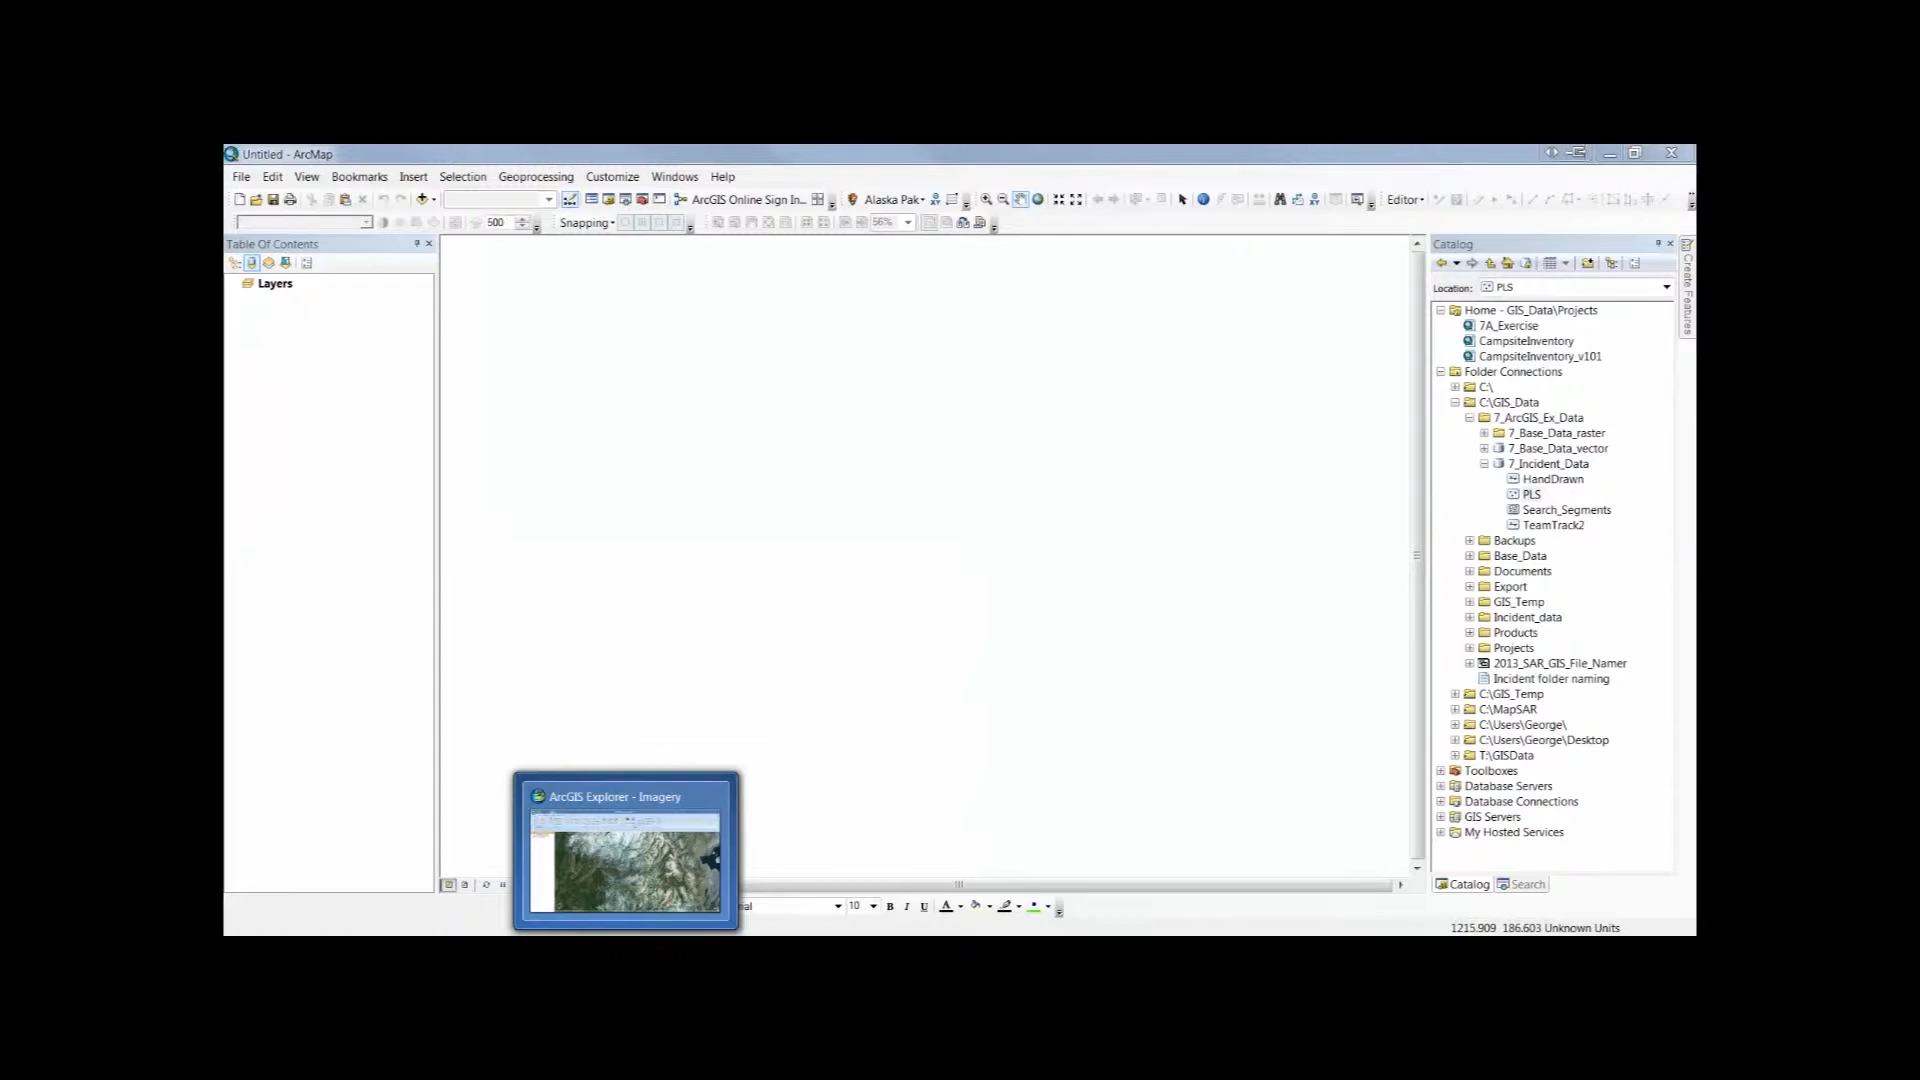 Untitled - ArcMap
File Edit View Bookmarks Insert Selection Geoprocessing Customize Windows Help
ArcGIS Online Sign In... Alaska Pak Editor
500 Snapping 56%
Table Of Contents
Layers
Catalog
Location: PLS
Home - GIS_Data\Projects
7A_Exercise
CampsiteInventory
CampsiteInventory_v101
Folder Connections
C:\
C:\GIS_Data
7_ArcGIS_Ex_Data
7_Base_Data_raster
7_Base_Data_vector
7_Incident_Data
HandDrawn
PLS
Search_Segments
TeamTrack2
Backups
Base_Data
Documents
Export
GIS_Temp
Incident_data
Products
Projects
2013_SAR_GIS_File_Namer
Incident folder naming
C:\GIS_Temp
C:\MapSAR
C:\Users\George\
C:\Users\George\Desktop
T:\GISData
Toolboxes
Database Servers
Database Connections
GIS Servers
My Hosted Services
Catalog Search
Create Features
ArcGIS Explorer - Imagery
10 B I U A
1215.909 186.603 Unknown Units